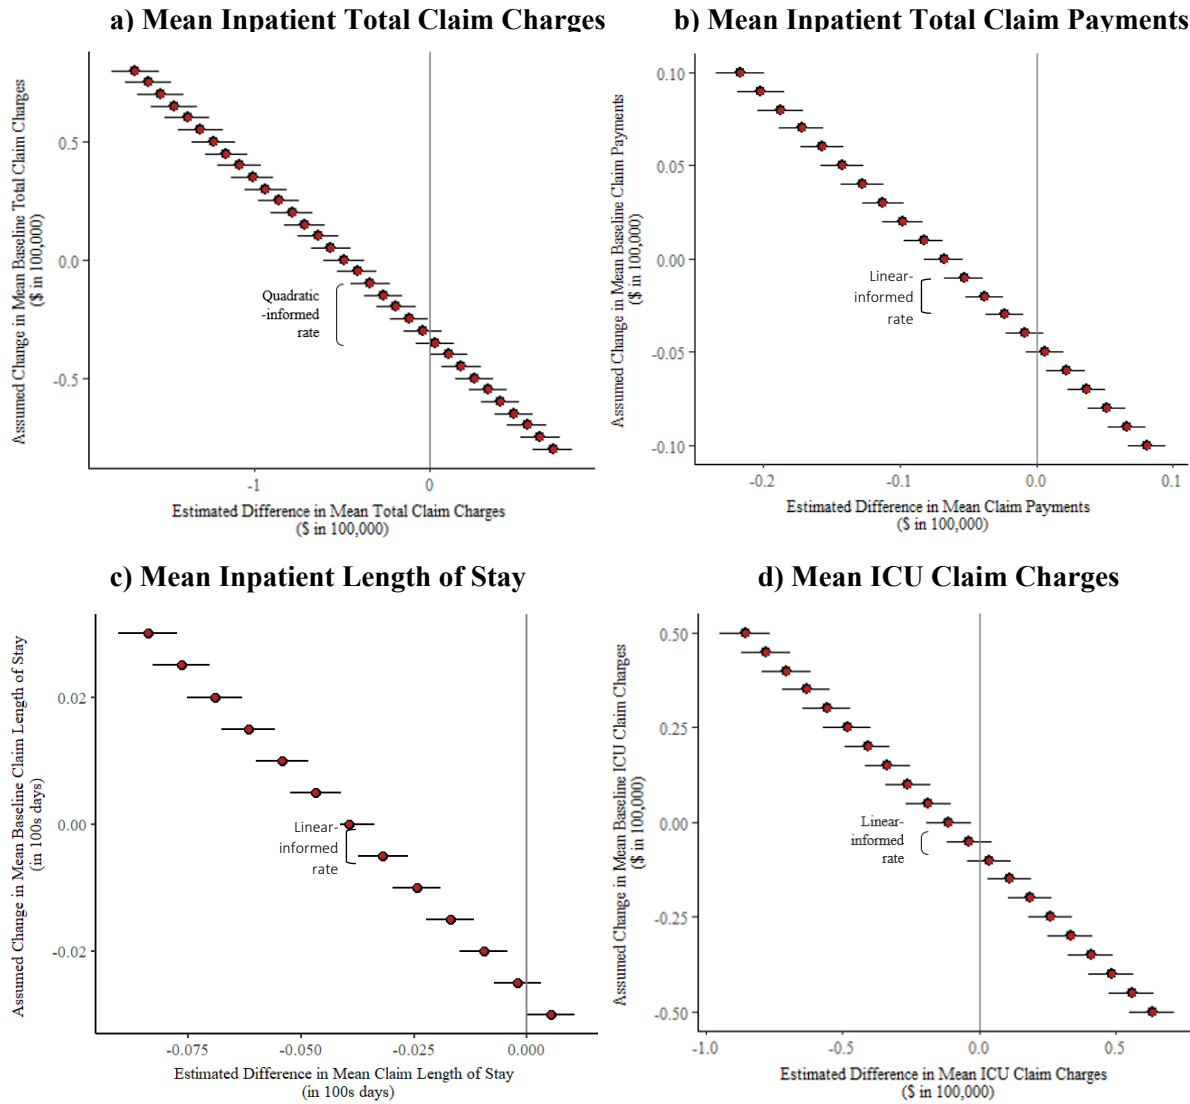 a) Mean Inpatient Total Claim Charges
Assumed Change in Mean Baseline Total Claim Charges
($ in 100,000)
0.5
0.0
-0.5
Quadratic
-informed
rate
-1
0
Estimated Difference in Mean Total Claim Charges
($ in 100,000)
b) Mean Inpatient Total Claim Payments
Assumed Change in Mean Baseline Claim Payments
($ in 100,000)
0.10
0.05
0.00
-0.05
-0.10
Linear-
informed
rate
-0.2
-0.1
0.0
0.1
Estimated Difference in Mean Claim Payments
($ in 100,000)
c) Mean Inpatient Length of Stay
Assumed Change in Mean Baseline Claim Length of Stay
(in 100s days)
0.02
0.00
-0.02
Linear-
informed
rate
-0.075
-0.050
-0.025
0.000
Estimated Difference in Mean Claim Length of Stay
(in 100s days)
d) Mean ICU Claim Charges
Assumed Change in Mean Baseline ICU Claim Charges
($ in 100,000)
0.50
0.25
0.00
-0.25
-0.50
Linear-
informed
rate
-1.0
-0.5
0.0
0.5
Estimated Difference in Mean ICU Claim Charges
($ in 100,000)